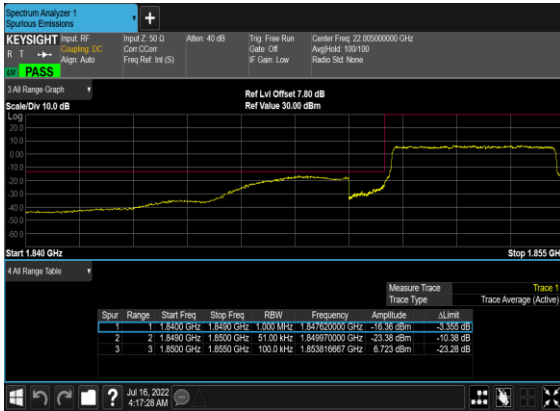 Spectrum Analyzer 1
Spurious Emissions
KEYSIGHT Input: RF Input Z: 50 Ω Atten: 40 dB Trig: Free Run Center Freq: 22.005000000 GHz
R T Coupling: DC Corr CCorr Gate: Off Avg|Hold: 100/100
Align: Auto Freq Ref: Int (S) IF Gain: Low Radio Std: None
LXI PASS
3 All Range Graph
Ref Lvl Offset 7.80 dB
Scale/Div 10.0 dB Ref Value 30.00 dBm
Log
20.0
10.0
0.00
-10.0
-20.0
-30.0
-40.0
-50.0
-60.0
Start 1.840 GHz Stop 1.855 GH
4 All Range Table
Measure Trace Trace 1
Trace Type Trace Average (Active)
Spur Range Start Freq Stop Freq RBW Frequency Amplitude ΔLimit
1 1 1.8400 GHz 1.8490 GHz 1.000 MHz 1.847620000 GHz -16.36 dBm -3.355 dB
2 2 1.8490 GHz 1.8500 GHz 51.00 kHz 1.849970000 GHz -23.38 dBm -10.38 dB
3 3 1.8500 GHz 1.8550 GHz 100.0 kHz 1.853816667 GHz 6.723 dBm -23.28 dB
Jul 16, 2022
4:17:28 AM